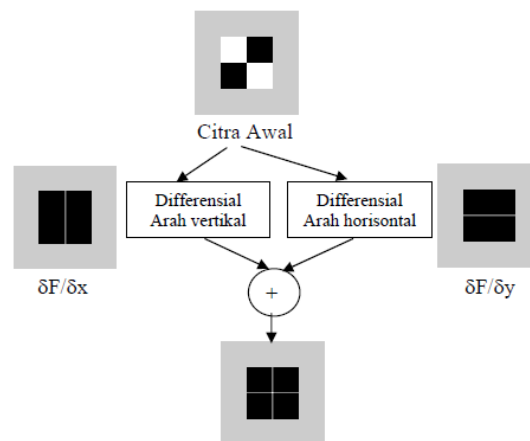 Citra Awal
Differensial
Arah vertikal
Differensial
Arah horisontal
δF/δx
+
δF/δy